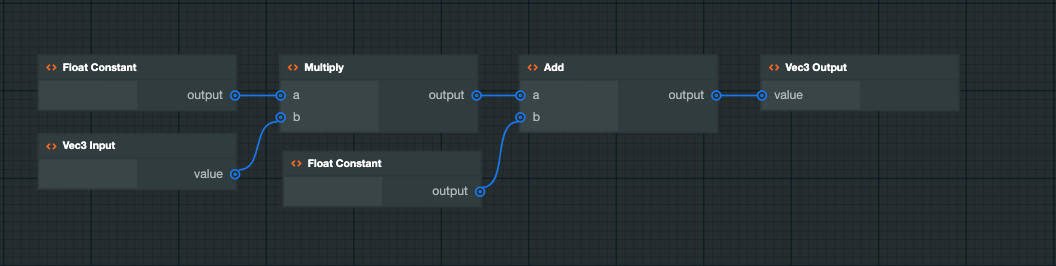 <> Float Constant
output
<> Vec3 Input
value
<> Multiply
a
output
b
<> Float Constant
output
<> Add
a
output
b
<> Vec3 Output
value